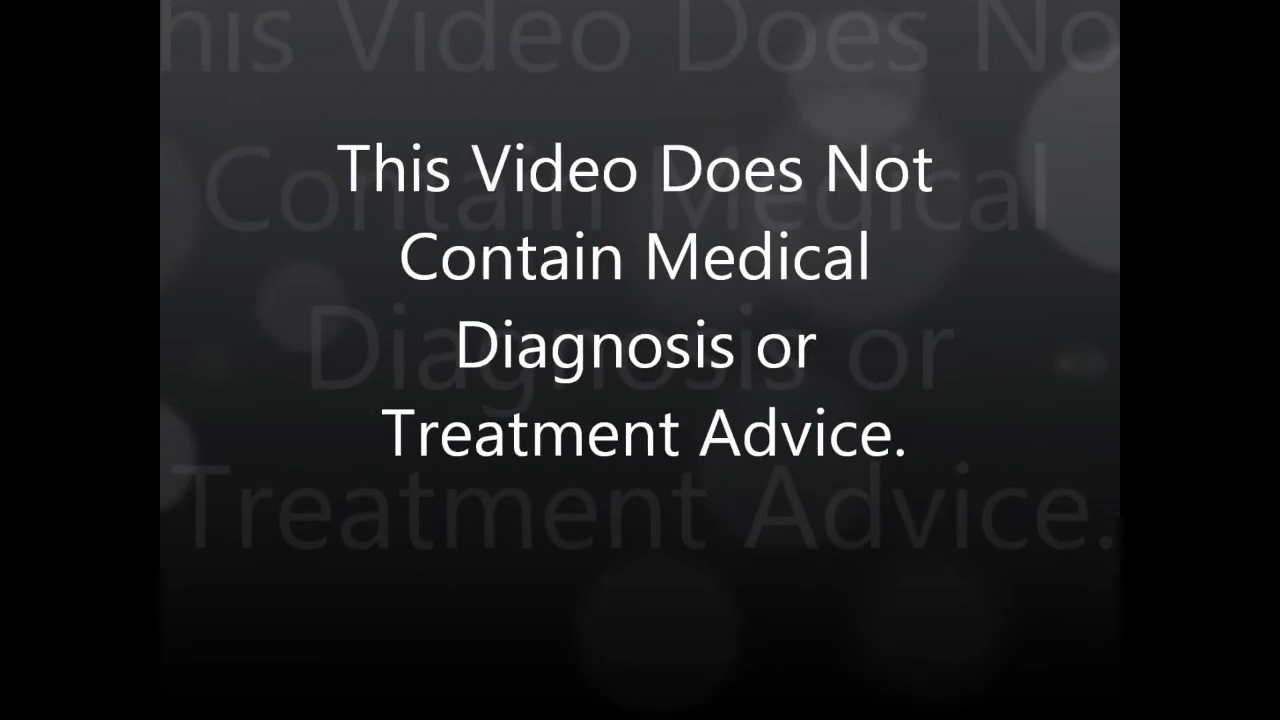 This Video Does Not
Contain Medical
Diagnosis or
Treatment Advice.